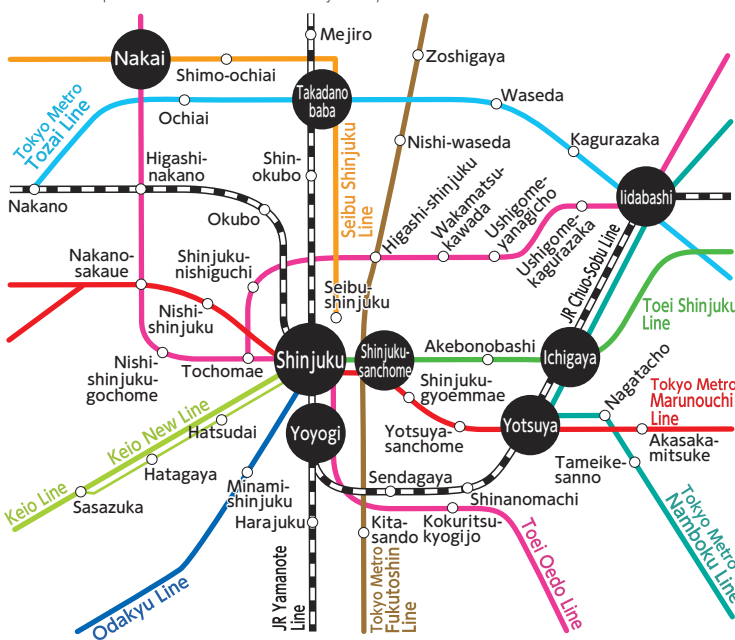 Mejiro
Nakai
Zoshigaya
Shimo-ochiai
Takadano
baba
Tokyo Metro
Tozai Line
Ochiai
Waseda
Kagurazaka
Nishi-waseda
Higashi-
nakano
Shin-
okubo
Seibu Shinjuku
Line
Higashi-shinjuku
Wakamatsu-
kawada
Ushigome-
yanagicho
Ushigome-
kagurazaka
Iidabashi
Nakano
Okubo
JR Chuo-Sobu Line
Nakano-
sakaue
Shinjuku-
nishiguchi
Seibu-
shinjuku
Toei Shinjuku
Line
Nishi-
shinjuku
Akebonobashi
Nishi-
shinjuku-
gochome
Tochomae
Shinjuku
Shinjuku-
sanchome
Ichigaya
Shinjuku-
gyoemmae
Nagatacho
Tokyo Metro
Marunouchi
Line
Keio New Line
Hatsudai
Yoyogi
Yotsuya-
sanchome
Yotsuya
Akasaka-
mitsuke
Keio Line
Hatagaya
Sasazuka
Minami-
shinjuku
Sendagaya
Shinanomachi
Tameike-
sanno
Harajuku
Kita-
sando
Kokuritsu-
kyogijo
Tokyo Metro
Namboku Line
Odakyu Line
JR Yamanote
Line
Tokyo Metro
Fukutoshin
Line
Toei Oedo Line